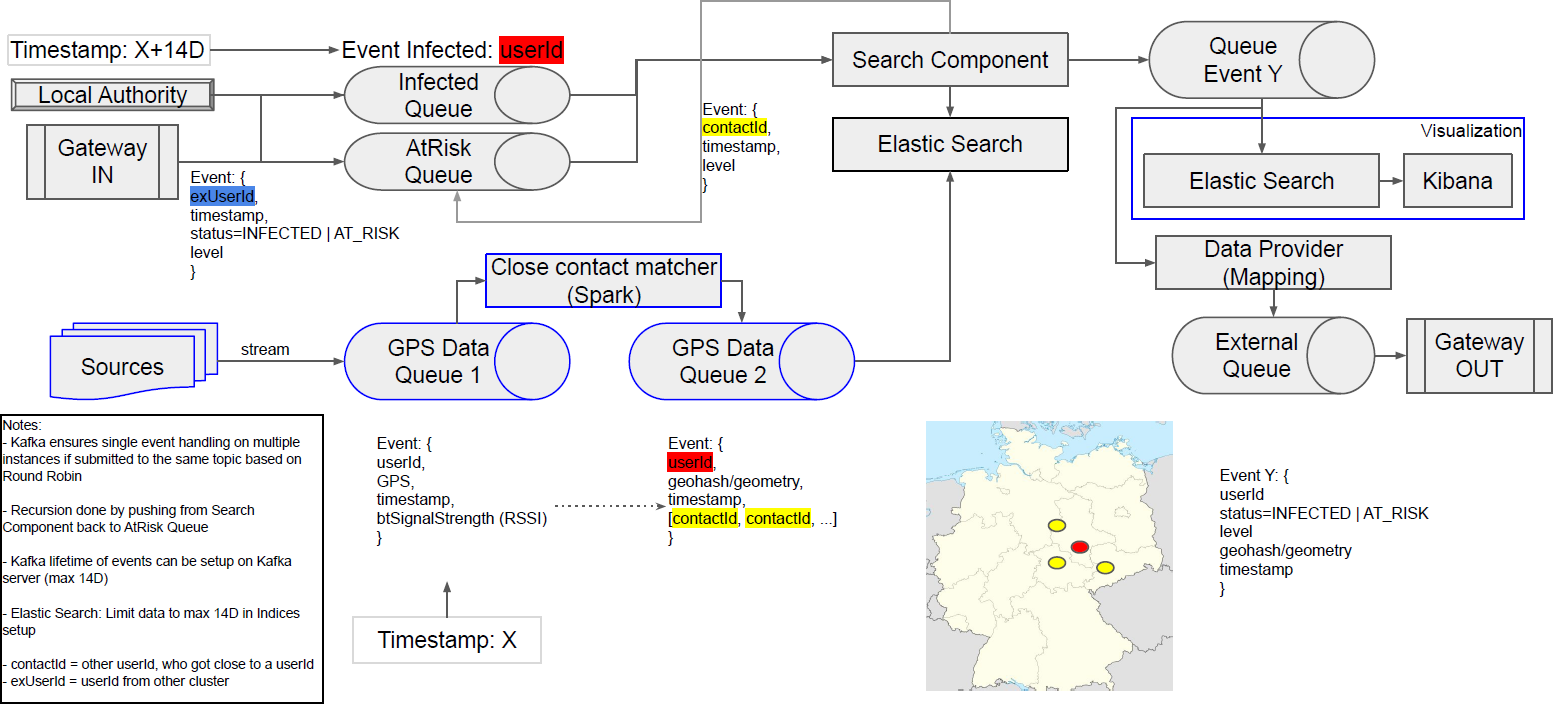 Timestamp: X+14D
Event Infected: userId
Local Authority
Infected
Queue
Gateway
IN
AtRisk
Queue
Event: {
exUserId,
timestamp,
status=INFECTED | AT_RISK
level
}
Event: {
contactId,
timestamp,
level
}
Search Component
Elastic Search
Queue
Event Y
Visualization
Elastic Search
Kibana
Data Provider
(Mapping)
External
Queue
Gateway
OUT
Close contact matcher
(Spark)
Sources
stream
GPS Data
Queue 1
GPS Data
Queue 2
Notes:
- Kafka ensures single event handling on multiple
instances if submitted to the same topic based on
Round Robin
- Recursion done by pushing from Search
Component back to AtRisk Queue
- Kafka lifetime of events can be setup on Kafka
server (max 14D)
- Elastic Search: Limit data to max 14D in Indices
setup
- contactId = other userId, who got close to a userId
- exUserId = userId from other cluster
Event: {
userId,
GPS,
timestamp,
btSignalStrength (RSSI)
}
Timestamp: X
Event: {
userId,
geohash/geometry,
timestamp,
[contactId, contactId, ...]
}
Event Y: {
userId
status=INFECTED | AT_RISK
level
geohash/geometry
timestamp
}